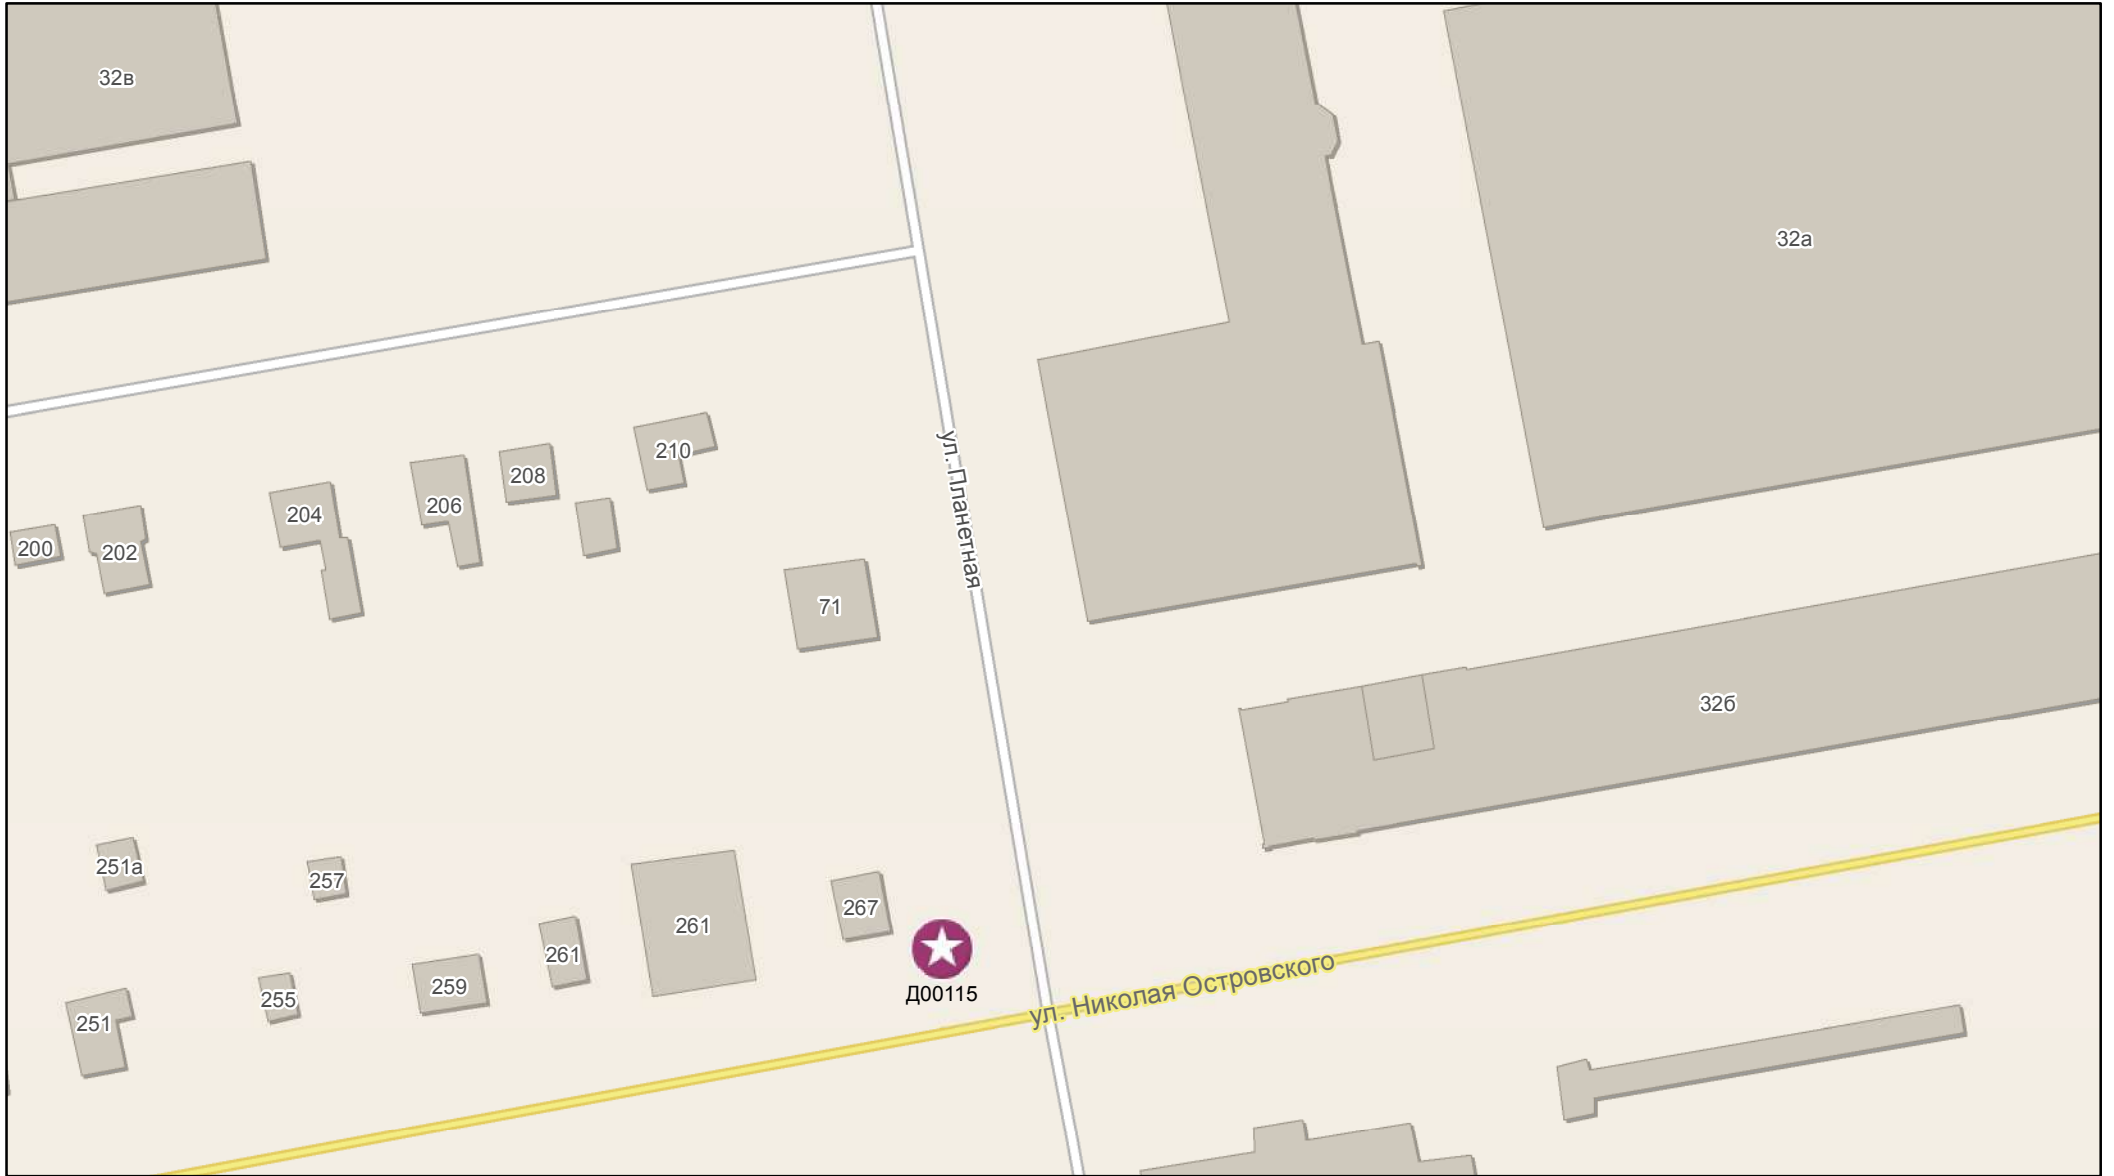 32в
32а
210
208
206
204
200
202
ул. Планетная
71
32б
251а
257
267
261
261
259
255
251
Д00115
ул. Николая Островского